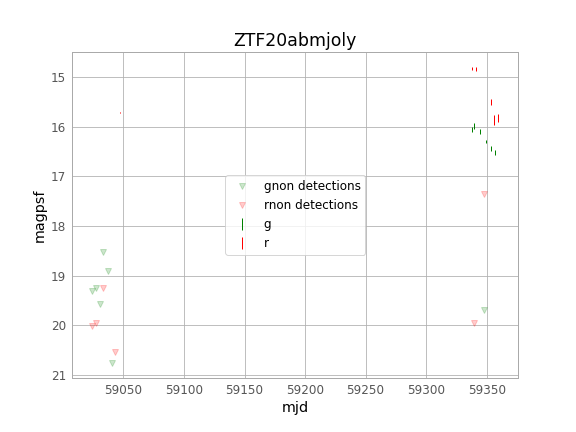 ZTF20abmjoly
15
16
17
18
19
20
21
magpsf
gnon detections
rnon detections
g
r
59050 59100 59150 59200 59250 59300 59350
mjd